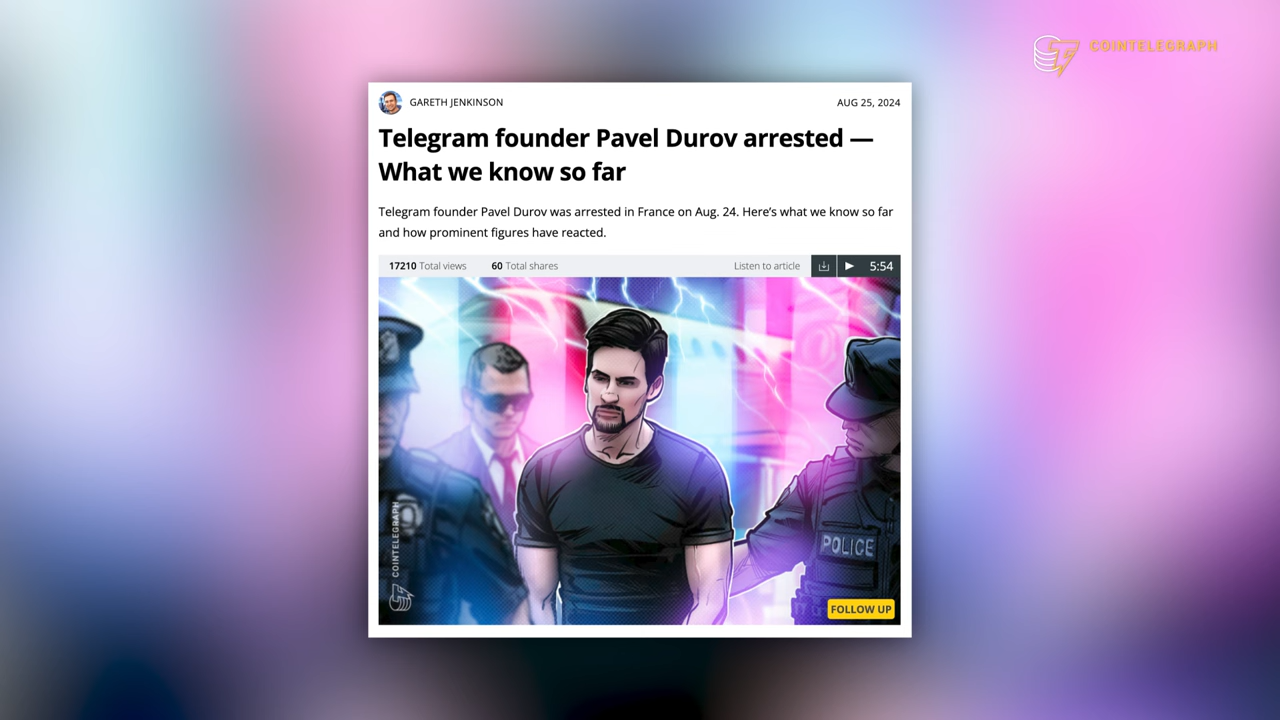 COINTELEGRAPH
GARETH JENKINSON
AUG 25, 2024
Telegram founder Pavel Durov arrested —
What we know so far
Telegram founder Pavel Durov was arrested in France on Aug. 24. Here's what we know so far
and how prominent figures have reacted.
17210 Total views 60 Total shares Listen to article 5:54
COINTELEGRAPH
POLICE
FOLLOW UP